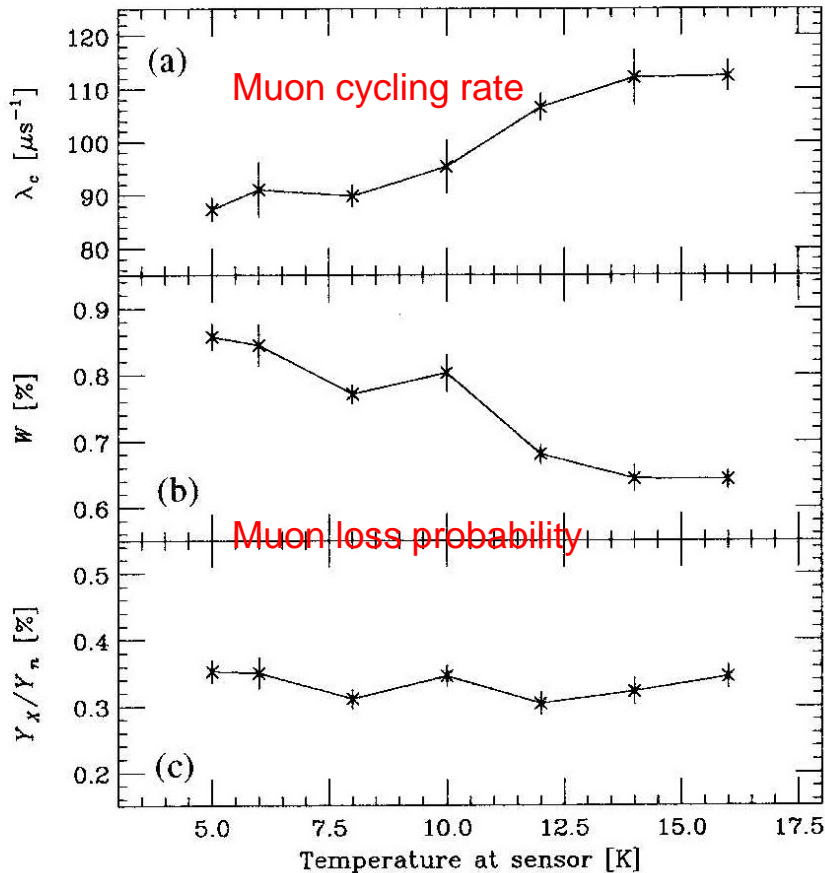 (a)
Muon cycling rate
120
110
100
90
80
λc [μs⁻¹]
0.9
0.8
0.7
0.6
W [%]
(b)
Muon loss probability
0.5
0.4
0.3
0.2
Y_X/Y_n [%]
(c)
5.0 7.5 10.0 12.5 15.0 17.5
Temperature at sensor [K]